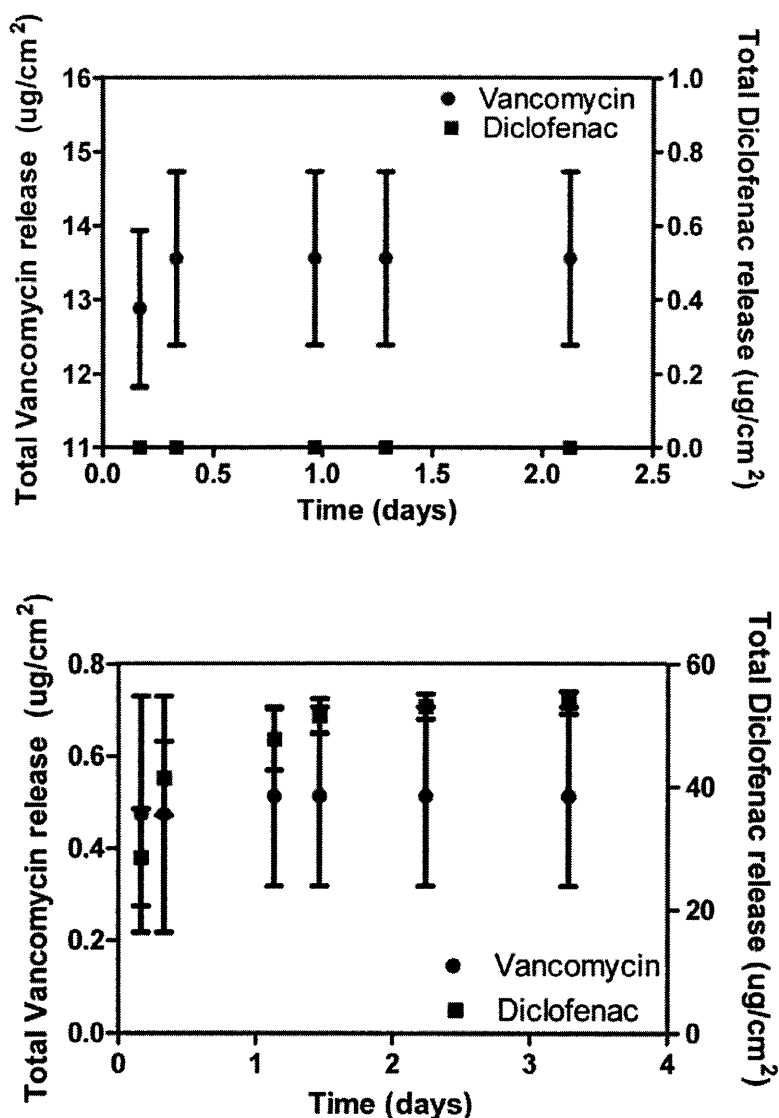 Total Vancomycin release (ug/cm²)
16
15
14
13
12
11
Vancomycin
Diclofenac
1.0
0.8
0.6
0.4
0.2
0.0
Total Diclofenac release (ug/cm²)
0.0 0.5 1.0 1.5 2.0 2.5
Time (days)
Total Vancomycin release (ug/cm²)
0.8
0.6
0.4
0.2
0.0
Vancomycin
Diclofenac
60
40
20
0
Total Diclofenac release (ug/cm²)
0 1 2 3 4
Time (days)